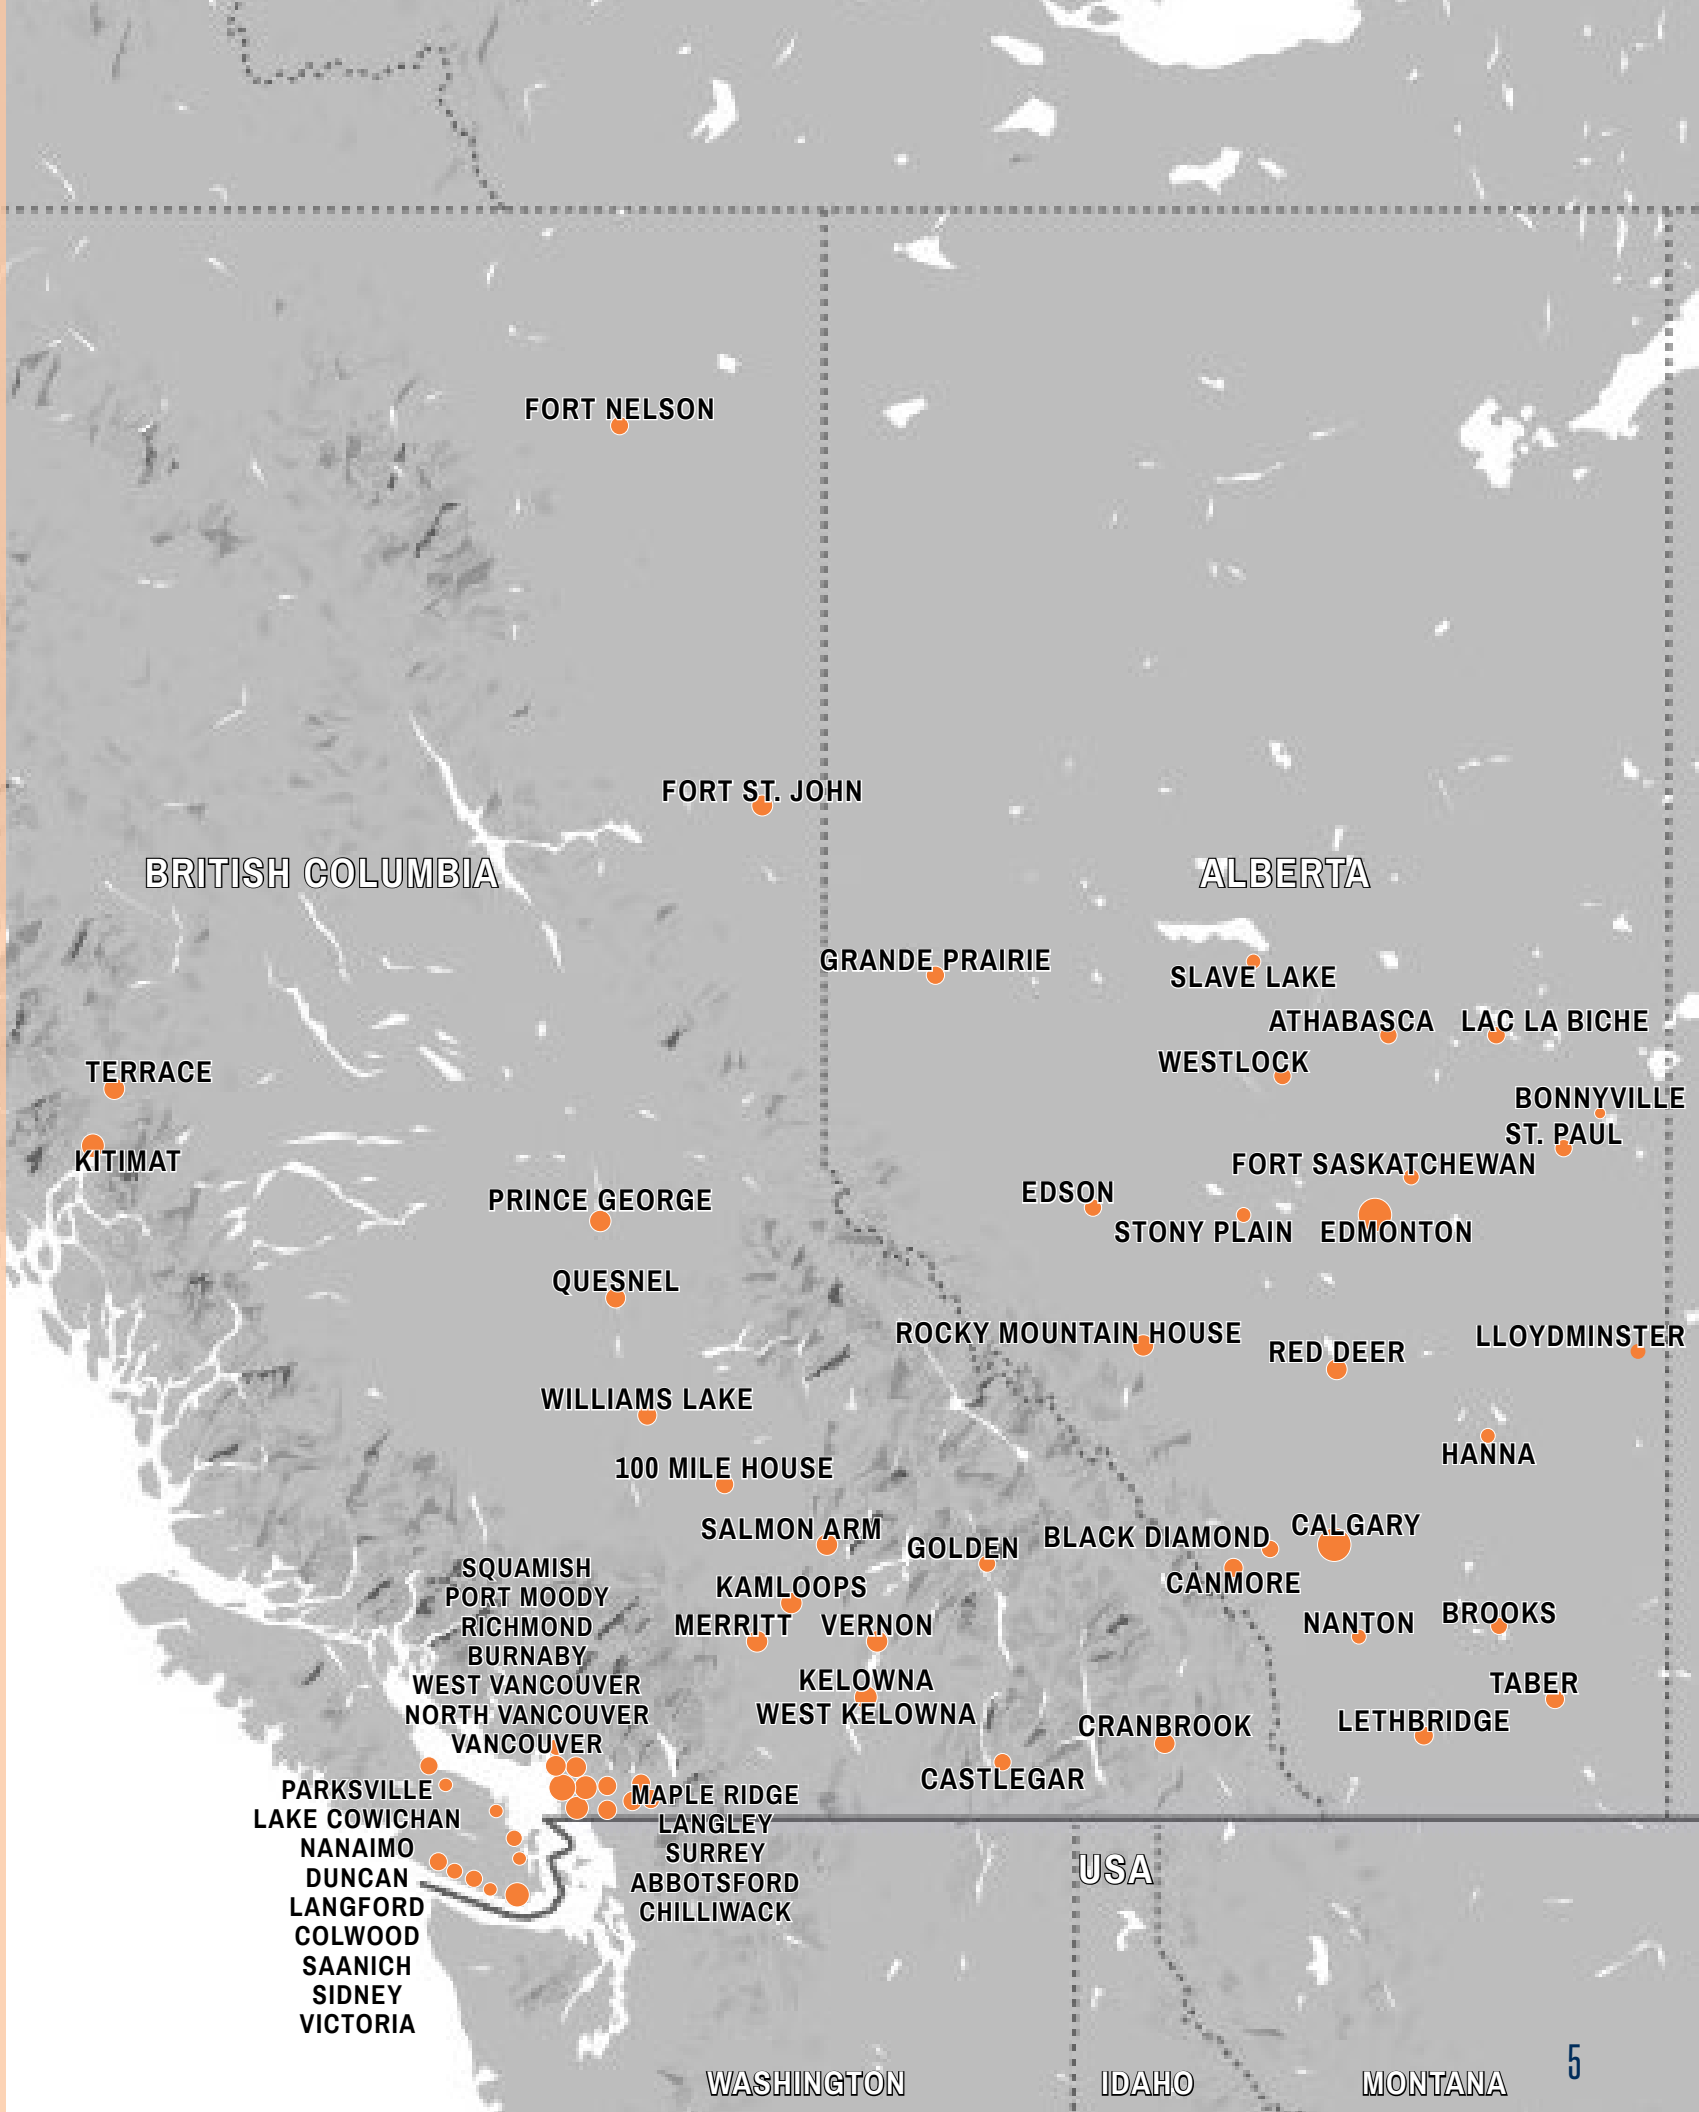 FORT NELSON
FORT ST. JOHN
BRITISH COLUMBIA
ALBERTA
GRANDE PRAIRIE
SLAVE LAKE
ATHABASCA
LAC LA BICHE
WESTLOCK
TERRACE
BONNYVILLE
ST. PAUL
KITIMAT
FORT SASKATCHEWAN
EDSON
PRINCE GEORGE
STONY PLAIN
EDMONTON
QUESNEL
ROCKY MOUNTAIN HOUSE
LLOYDMINSTER
RED DEER
WILLIAMS LAKE
HANNA
100 MILE HOUSE
CALGARY
SALMON ARM
BLACK DIAMOND
GOLDEN
CANMORE
KAMLOOPS
BROOKS
NANTON
MERRITT
VERNON
KELOWNA
WEST KELOWNA
TABER
LETHBRIDGE
CRANBROOK
CASTLEGAR
SQUAMISH
PORT MOODY
RICHMOND
BURNABY
WEST VANCOUVER
NORTH VANCOUVER
VANCOUVER
PARKSVILLE
LAKE COWICHAN
NANAIMO
DUNCAN
LANGFORD
COLWOOD
SAANICH
SIDNEY
VICTORIA
MAPLE RIDGE
LANGLEY
SURREY
ABBOTSFORD
CHILLIWACK
USA
WASHINGTON
IDAHO
MONTANA
5